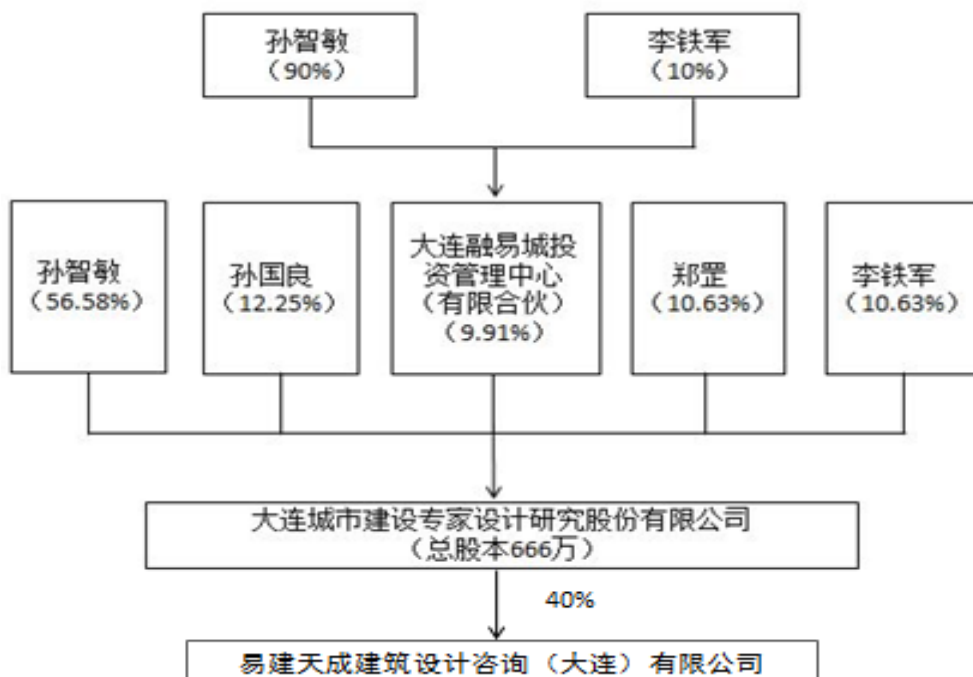 孙智敏
（90%）
李铁军
（10%）
孙智敏
（56.58%）
孙国良
（12.25%）
大连融易城投
资管理中心
（有限合伙）
（9.91%）
郑罡
（10.63%）
李铁军
（10.63%）
大连城市建设专家设计研究股份有限公司
（总股本666万）
40%
易建天成建筑设计咨询（大连）有限公司